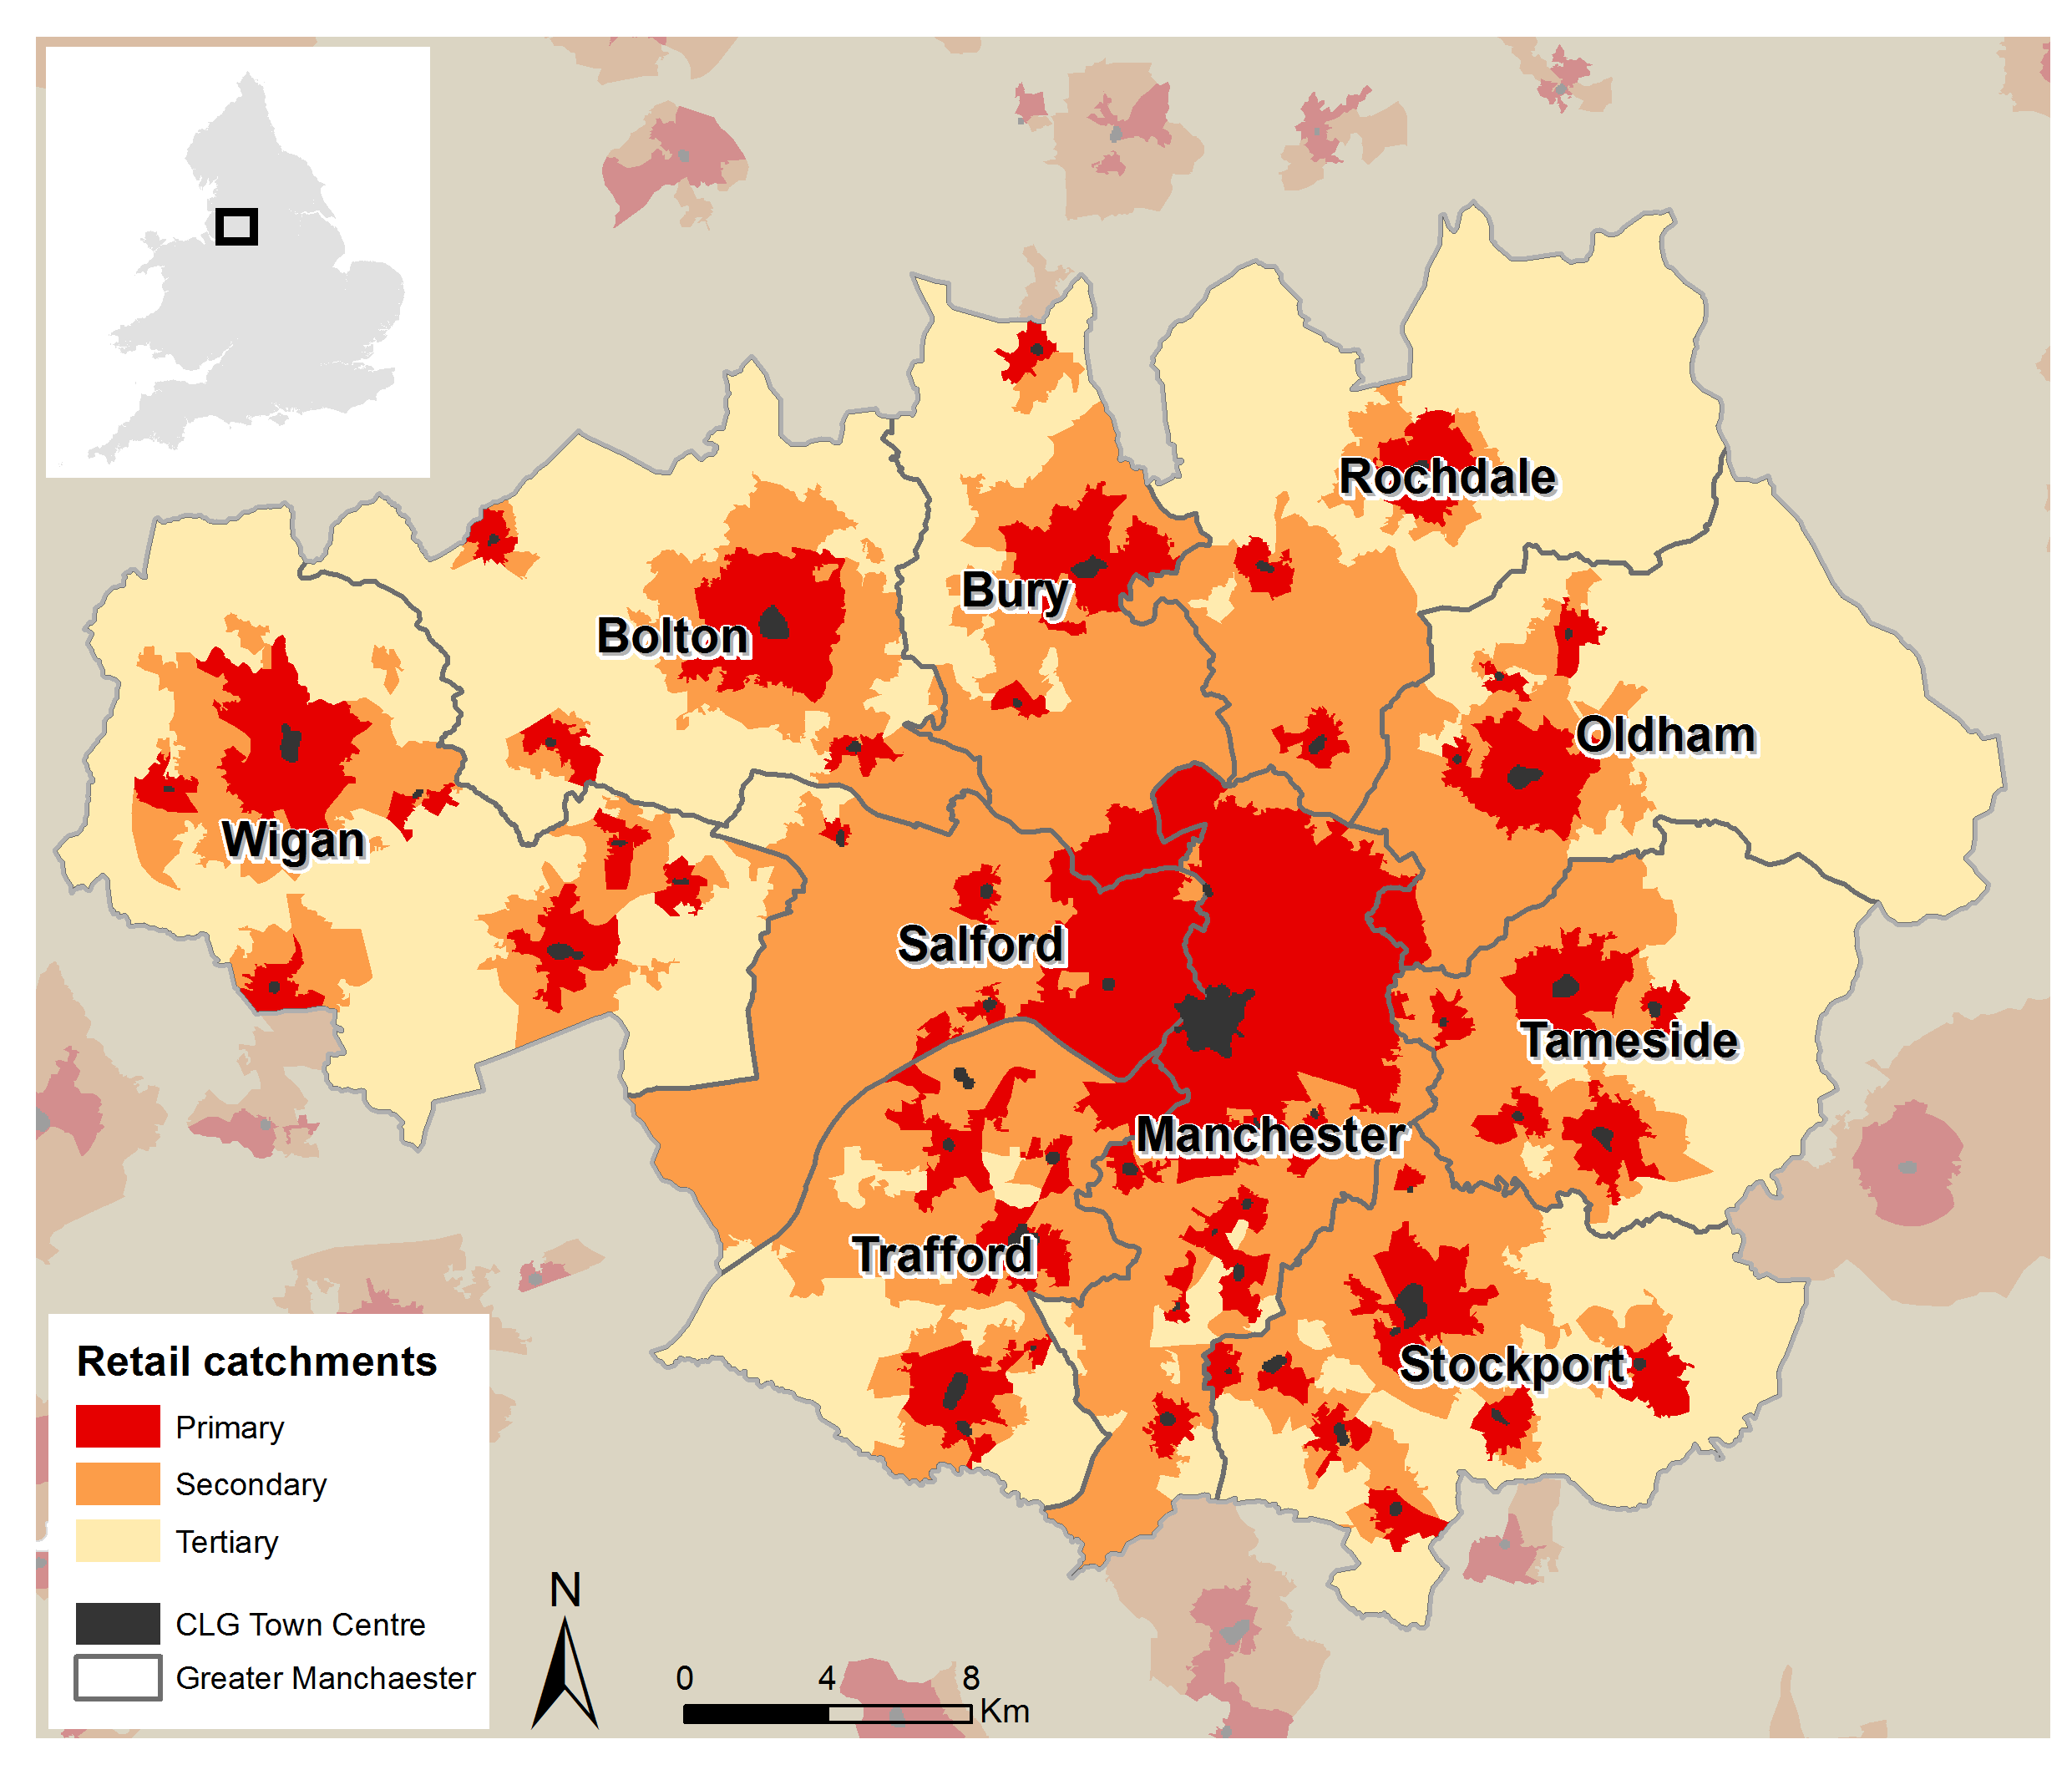 Rochdale
Bury
Bolton
Oldham
Wigan
Salford
Tameside
Manchester
Trafford
Stockport
Retail catchments
Primary
Secondary
Tertiary
CLG Town Centre
Greater Manchaester
N
0 4 8
Km